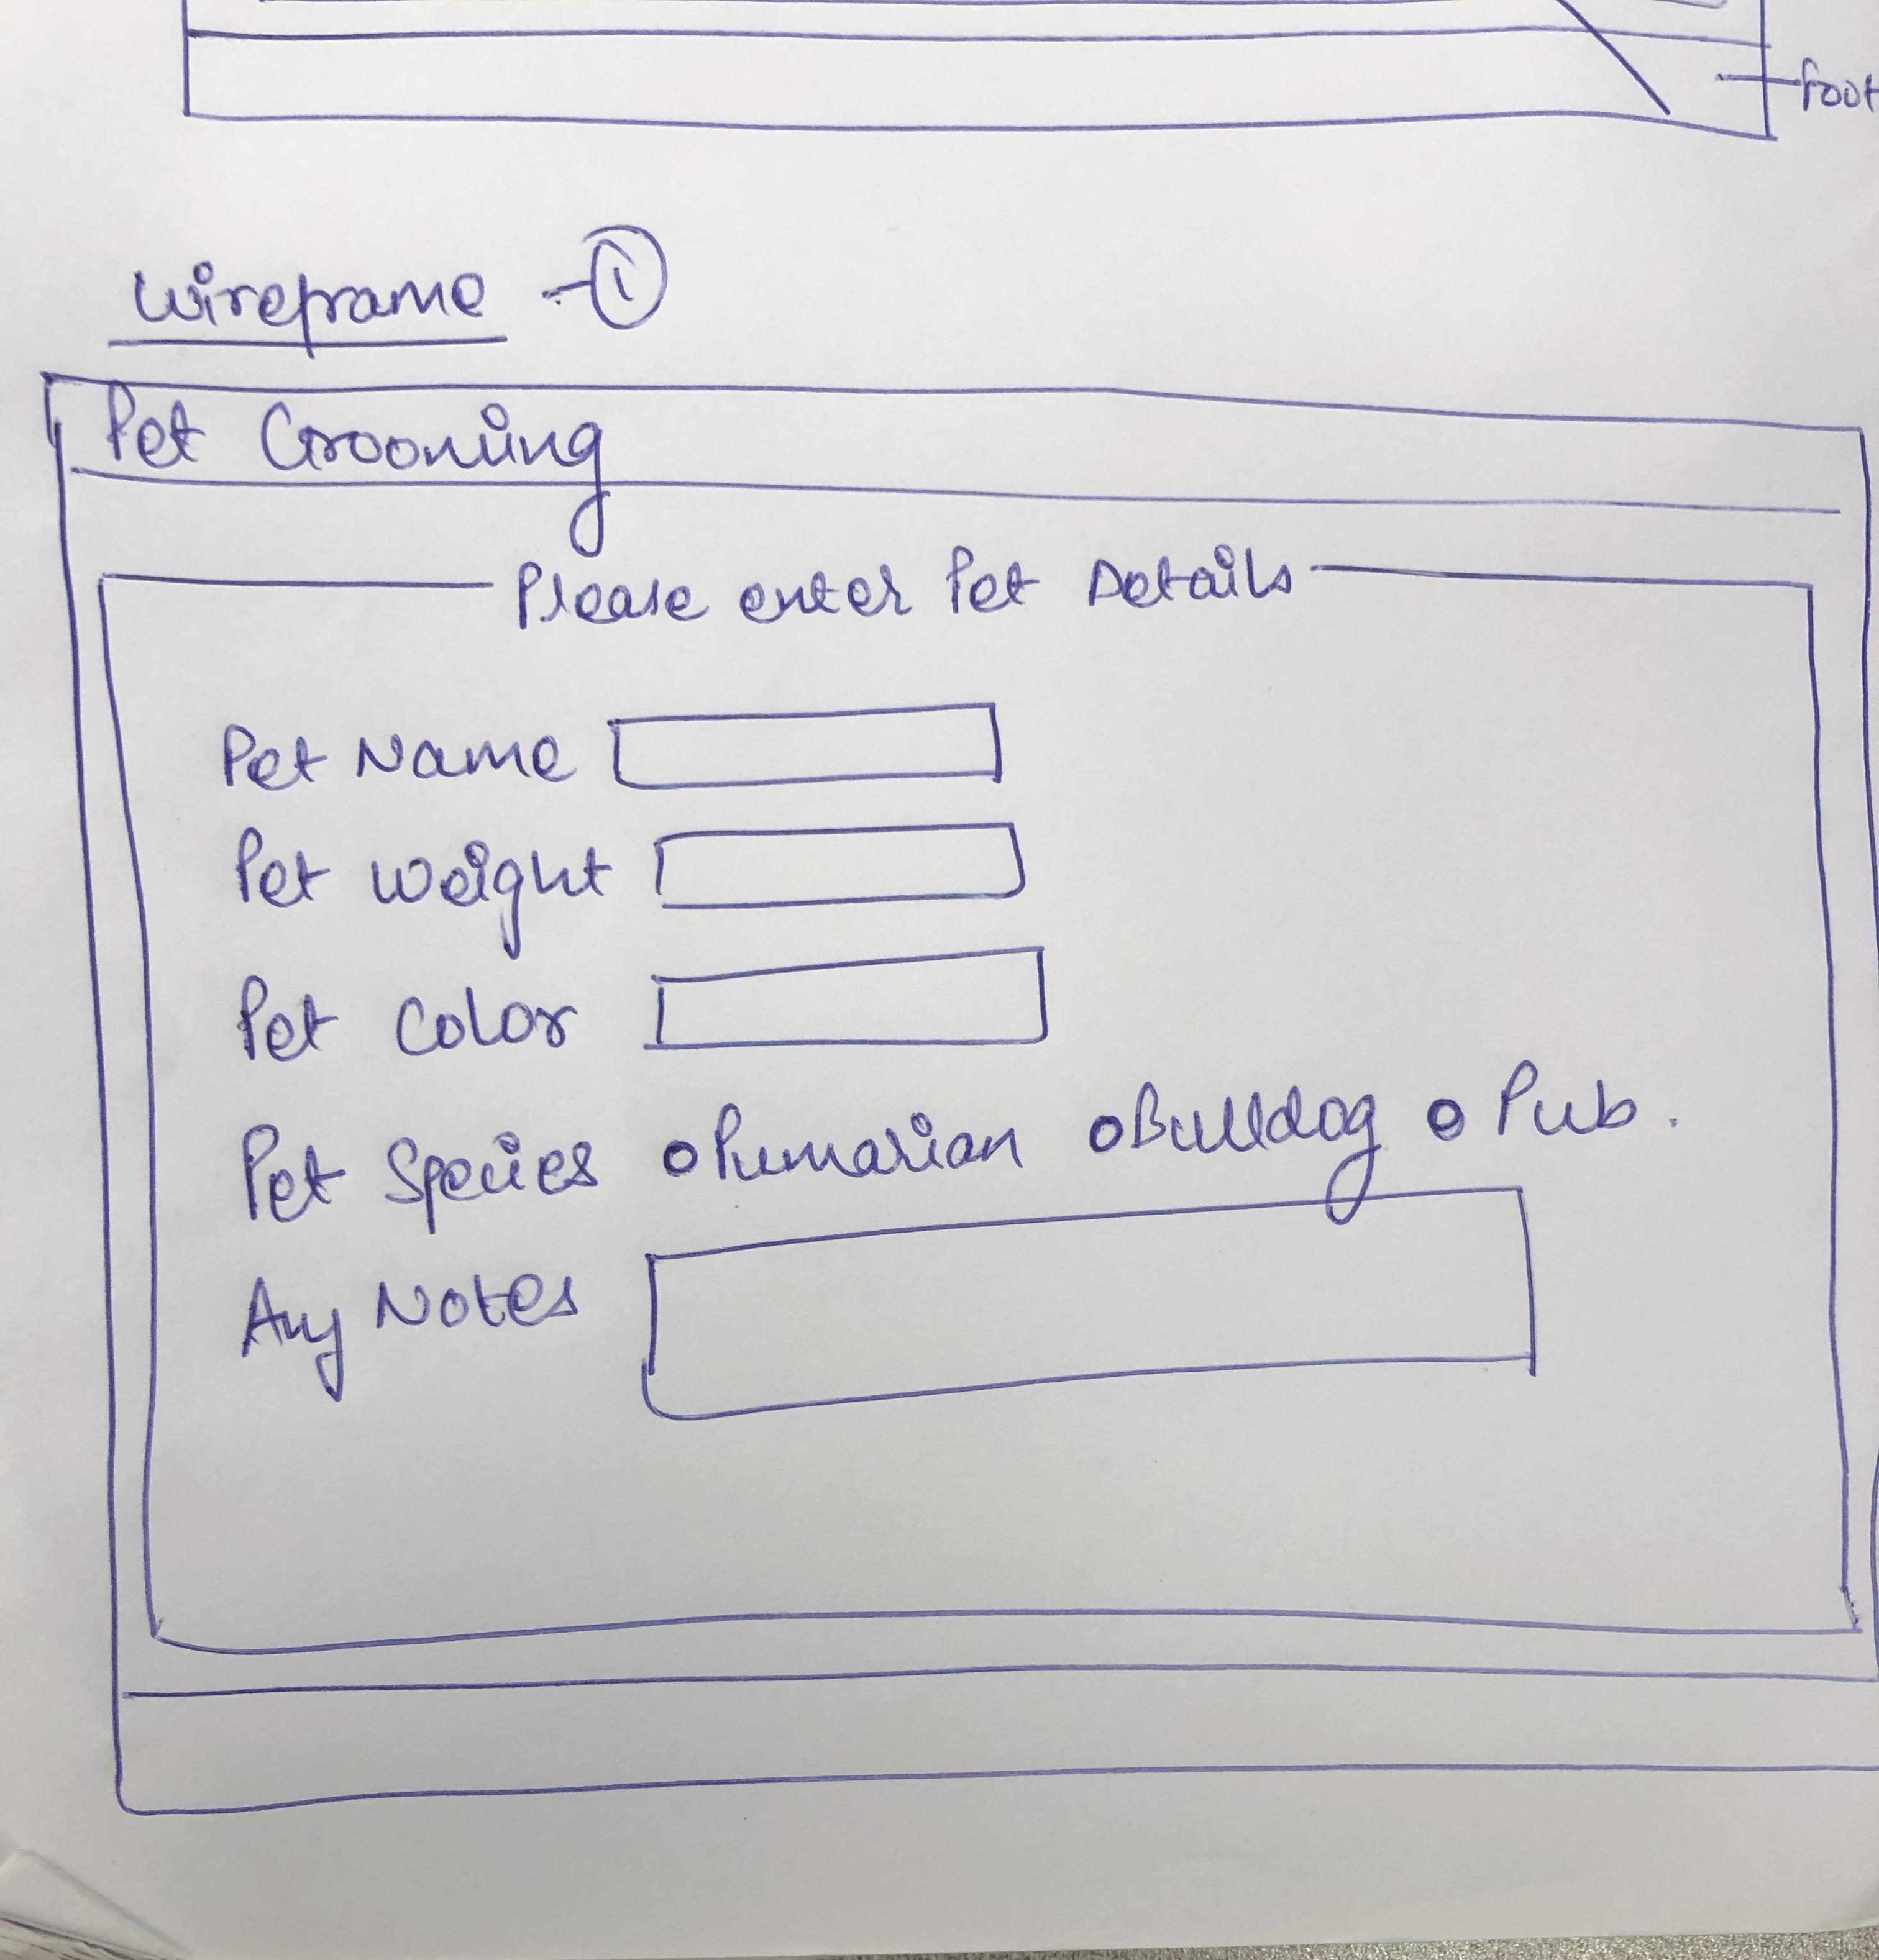 Foot
Wireframe - 1
Pet Grooming
Please enter Pet Details
Pet Name
Pet Weight
Pet Color
Pet Species Pumarian Bulldog Pub.
Any Notes